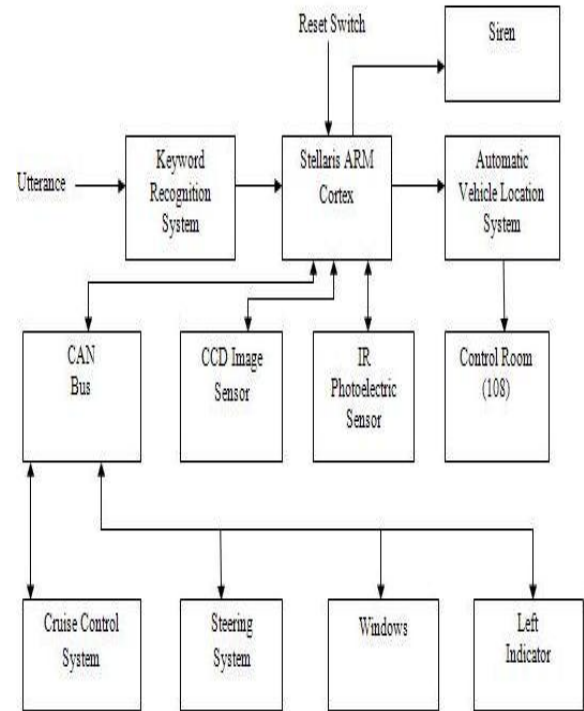 Reset Switch
Siren
Utterance
Keyword
Recognition
System
Stellaris ARM
Cortex
Automatic
Vehicle Location
System
CAN
Bus
CCD Image
Sensor
IR
Photoelectric
Sensor
Control Room
(108)
Cruise Control
System
Steering
System
Windows
Left
Indicator